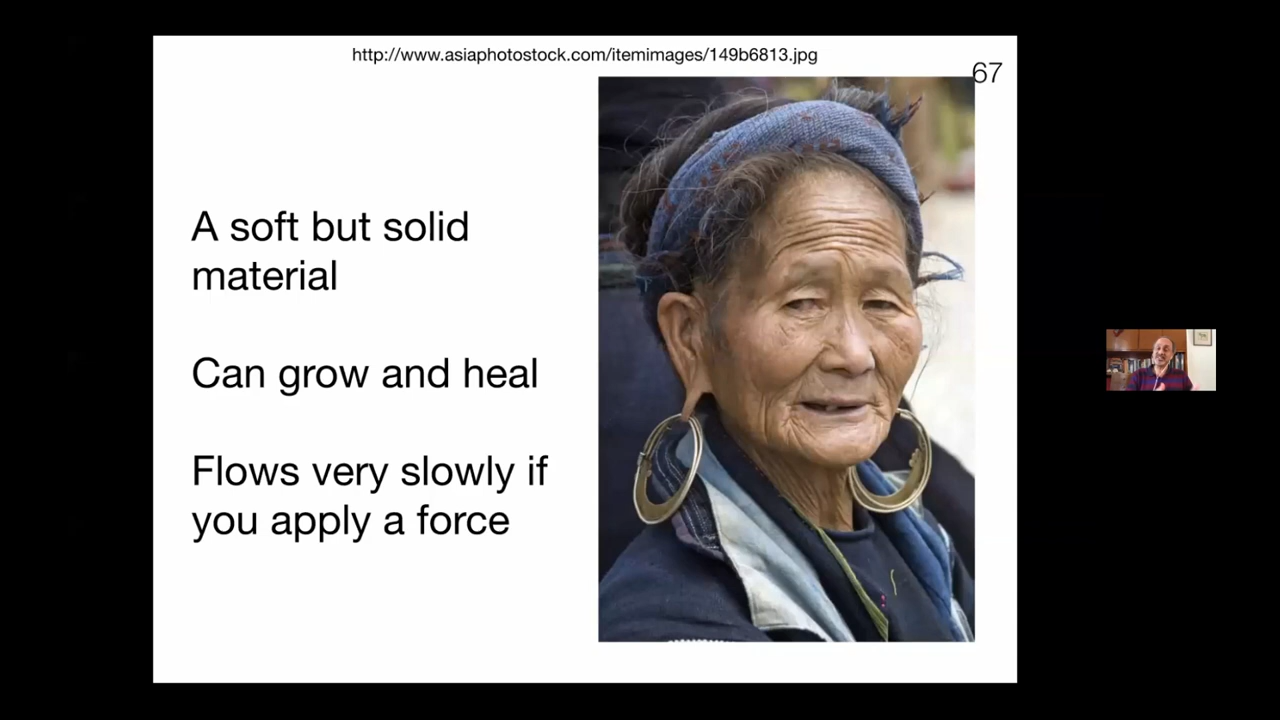 http://www.asiaphotostock.com/itemimages/149b6813.jpg
67
A soft but solid
material
Can grow and heal
Flows very slowly if
you apply a force